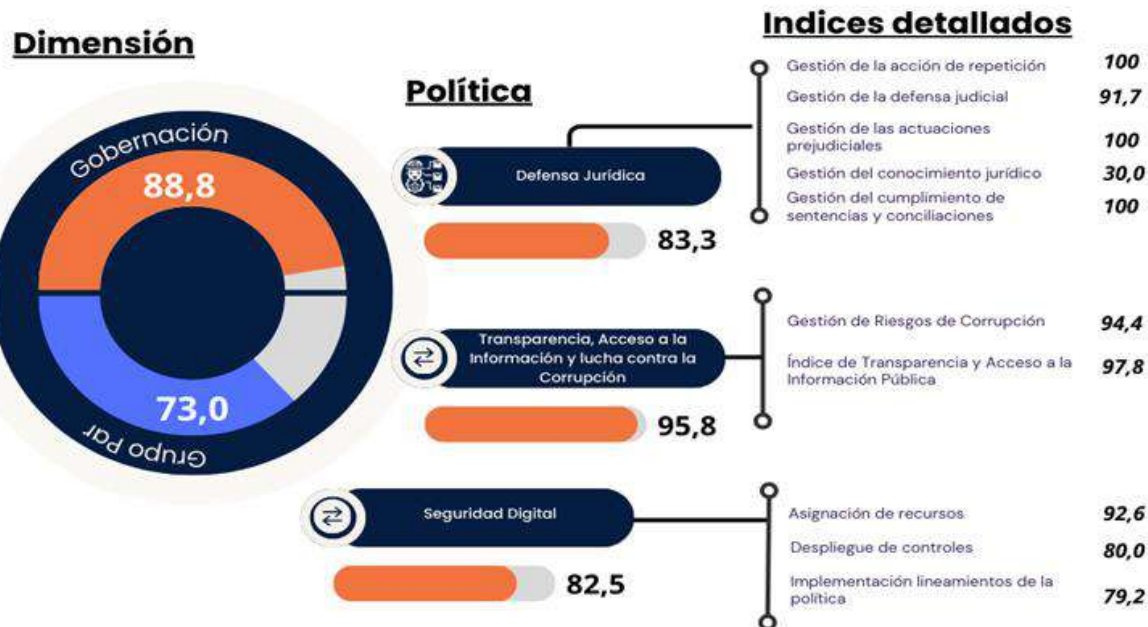 Dimensión
Gobernación
88,8
73,0
Grupo Par
Política
Defensa Jurídica
83,3
Transparencia, Acceso a la
Información y lucha contra la
Corrupción
95,8
Seguridad Digital
82,5
Indices detallados
Gestión de la acción de repetición 100
Gestión de la defensa judicial 91,7
Gestión de las actuaciones
prejudiciales 100
Gestión del conocimiento jurídico 30,0
Gestión del cumplimiento de
sentencias y conciliaciones 100
Gestión de Riesgos de Corrupción 94,4
Índice de Transparencia y Acceso a la
Información Pública 97,8
Asignación de recursos 92,6
Despliegue de controles 80,0
Implementación lineamientos de la
política 79,2